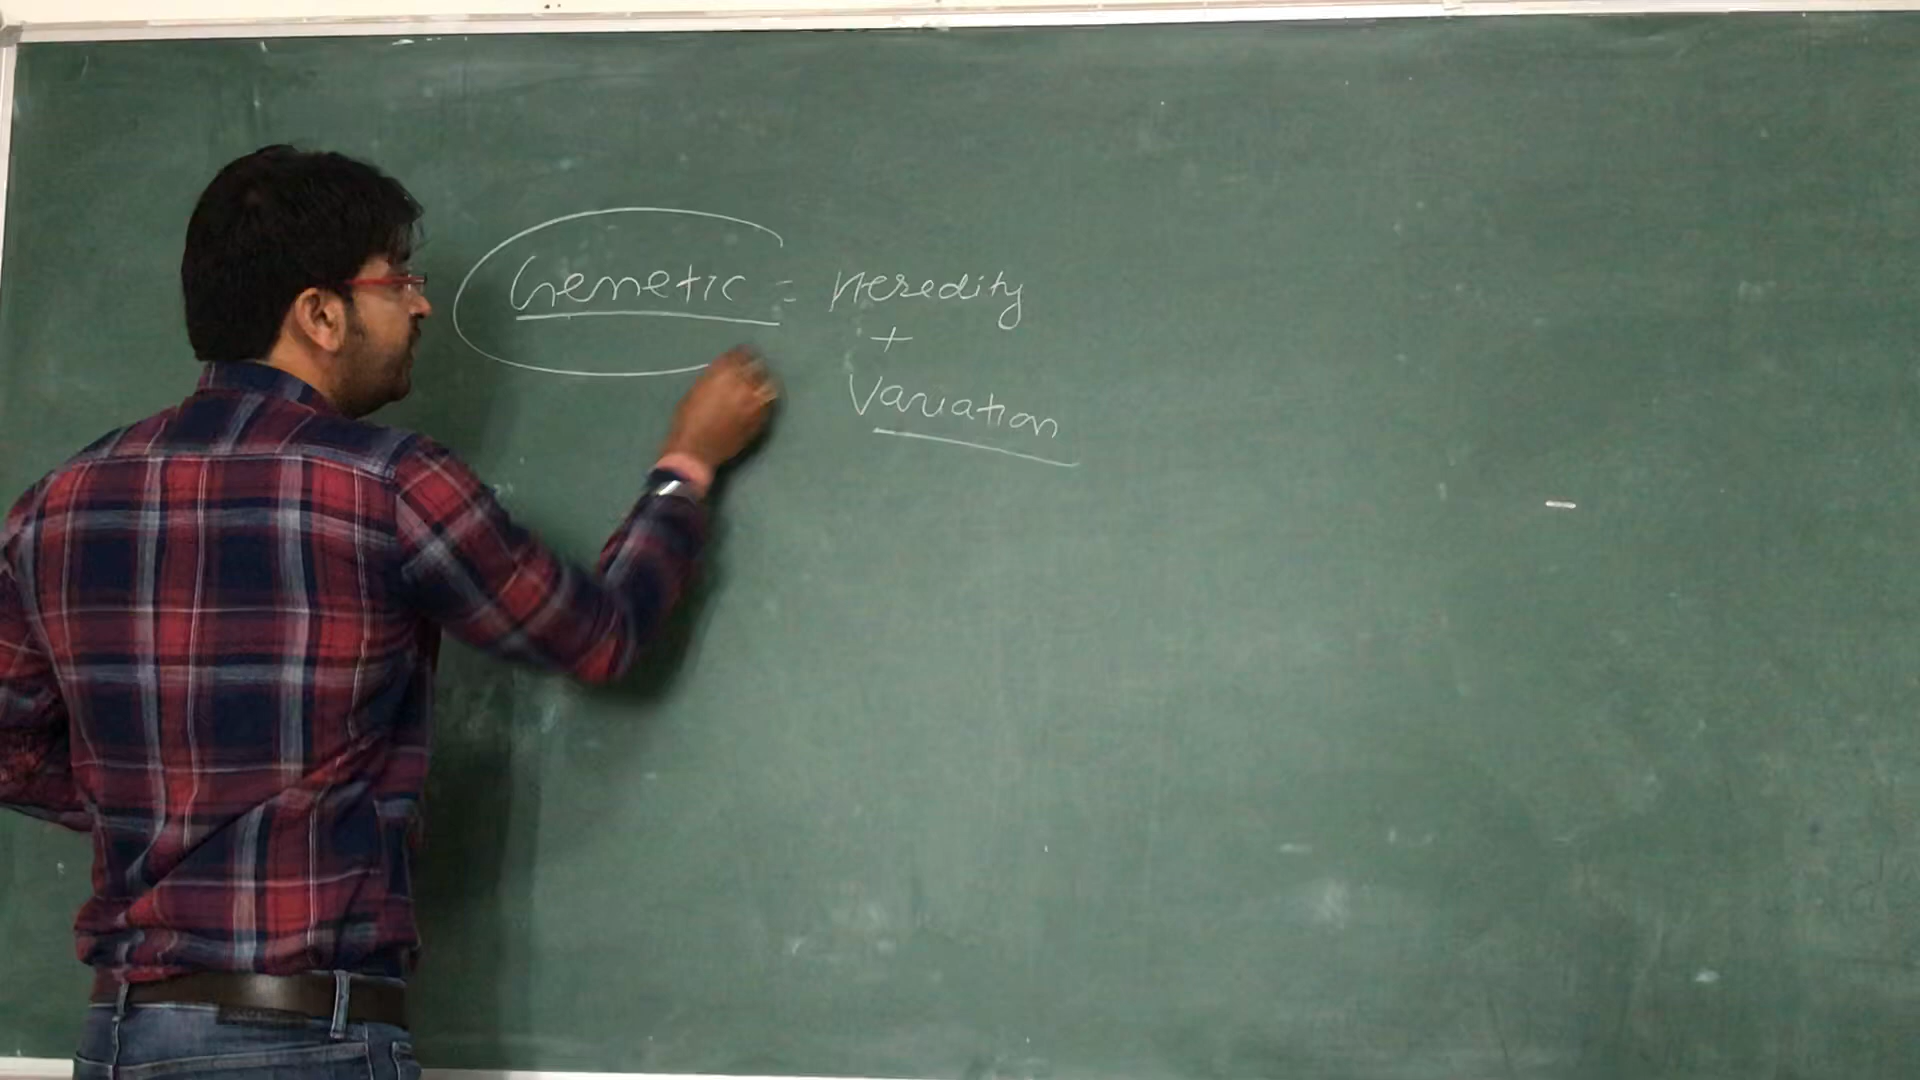 Genetic = Heredity
+
Variation